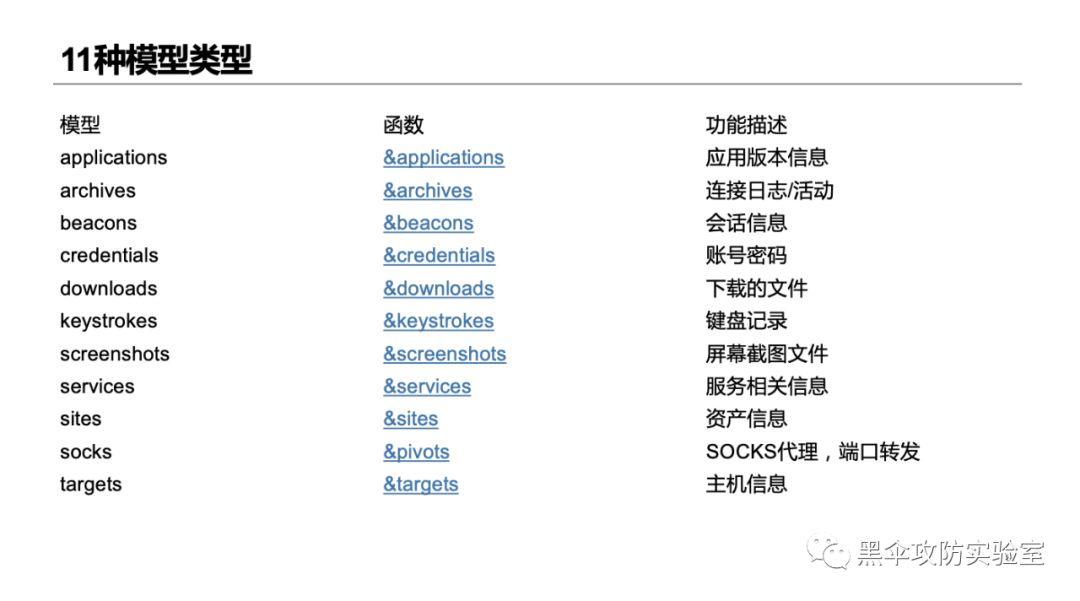 11种模型类型
模型 函数 功能描述
applications &applications 应用版本信息
archives &archives 连接日志/活动
beacons &beacons 会话信息
credentials &credentials 账号密码
downloads &downloads 下载的文件
keystrokes &keystrokes 键盘记录
screenshots &screenshots 屏幕截图文件
services &services 服务相关信息
sites &sites 资产信息
socks &pivots SOCKS代理，端口转发
targets &targets 主机信息
黑伞攻防实验室